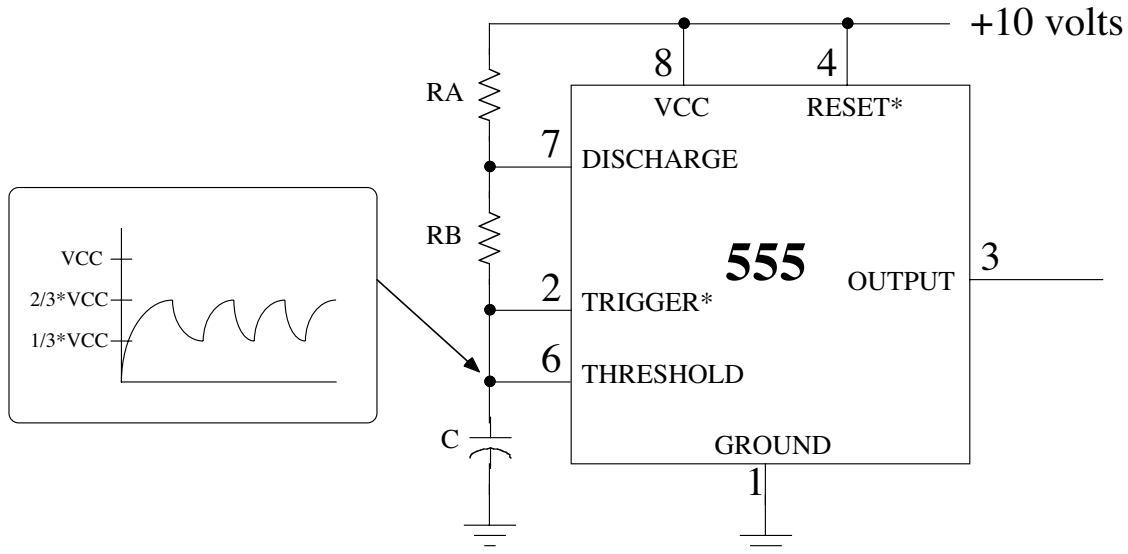 +10 volts
8
4
RA
VCC
RESET*
7
DISCHARGE
RB
555
VCC
2/3*VCC
1/3*VCC
2
TRIGGER*
OUTPUT
3
6
THRESHOLD
C
GROUND
1